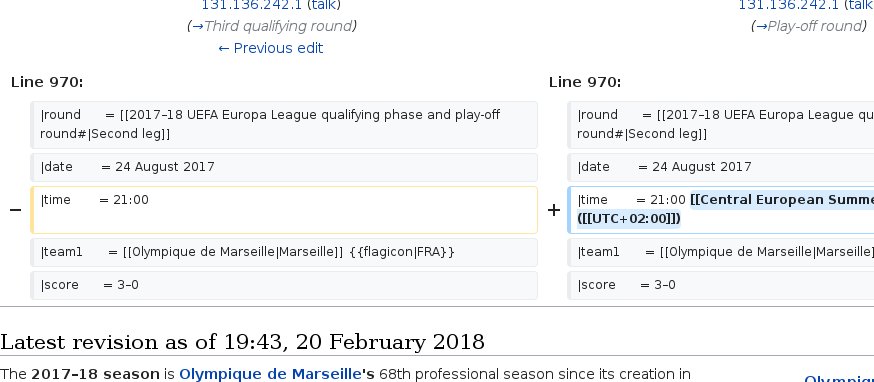 131.136.242.1 (talk)
(→Third qualifying round)
← Previous edit
131.136.242.1 (talk
(→Play-off round)
Line 970:
|round = [[2017–18 UEFA Europa League qualifying phase and play-off
round#|Second leg]]
|date = 24 August 2017
− |time = 21:00
|team1 = [[Olympique de Marseille|Marseille]] {{flagicon|FRA}}
|score = 3–0
Line 970:
|round = [[2017–18 UEFA Europa League qu
round#|Second leg]]
|date = 24 August 2017
+ |time = 21:00 [[Central European Summe
([[UTC+02:00]])
|team1 = [[Olympique de Marseille|Marseille]
|score = 3–0
Latest revision as of 19:43, 20 February 2018
The 2017–18 season is Olympique de Marseille's 68th professional season since its creation in
Olympiq